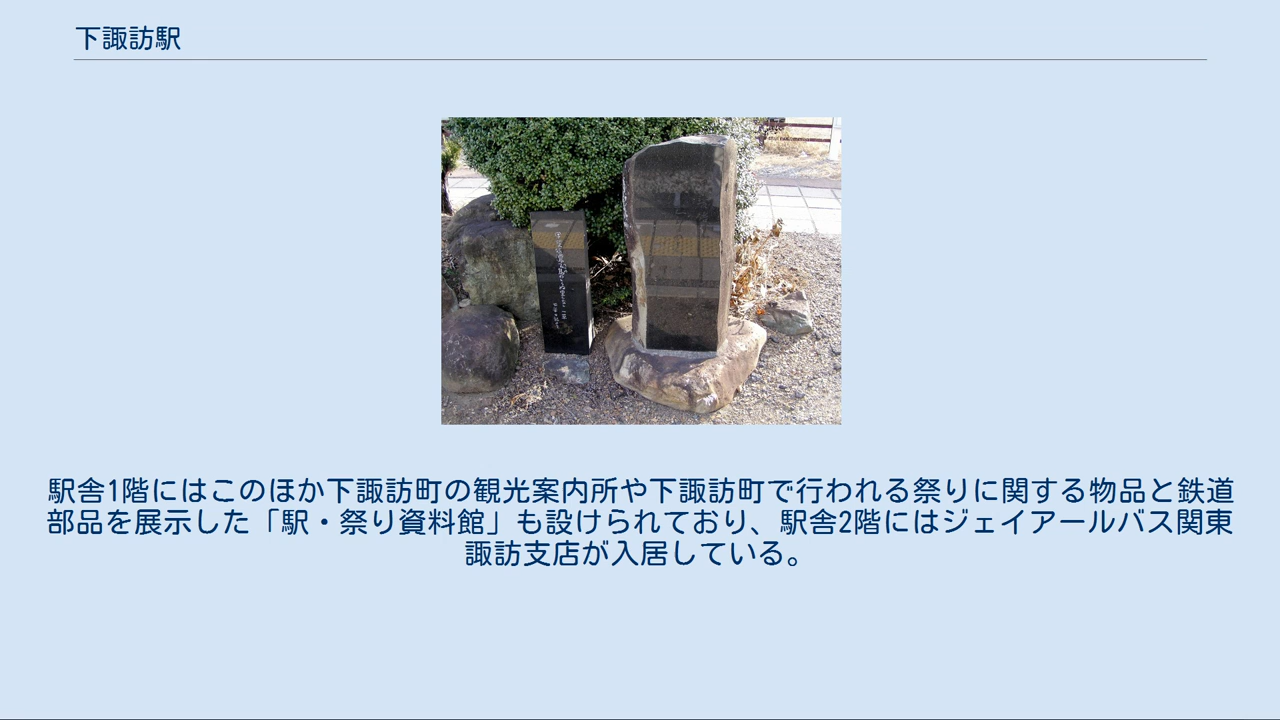 下諏訪駅
駅舎1階にはこのほか下諏訪町の観光案内所や下諏訪町で行われる祭りに関する物品と鉄道
部品を展示した「駅・祭り資料館」も設けられており、駅舎2階にはジェイアールバス関東
諏訪支店が入居している。